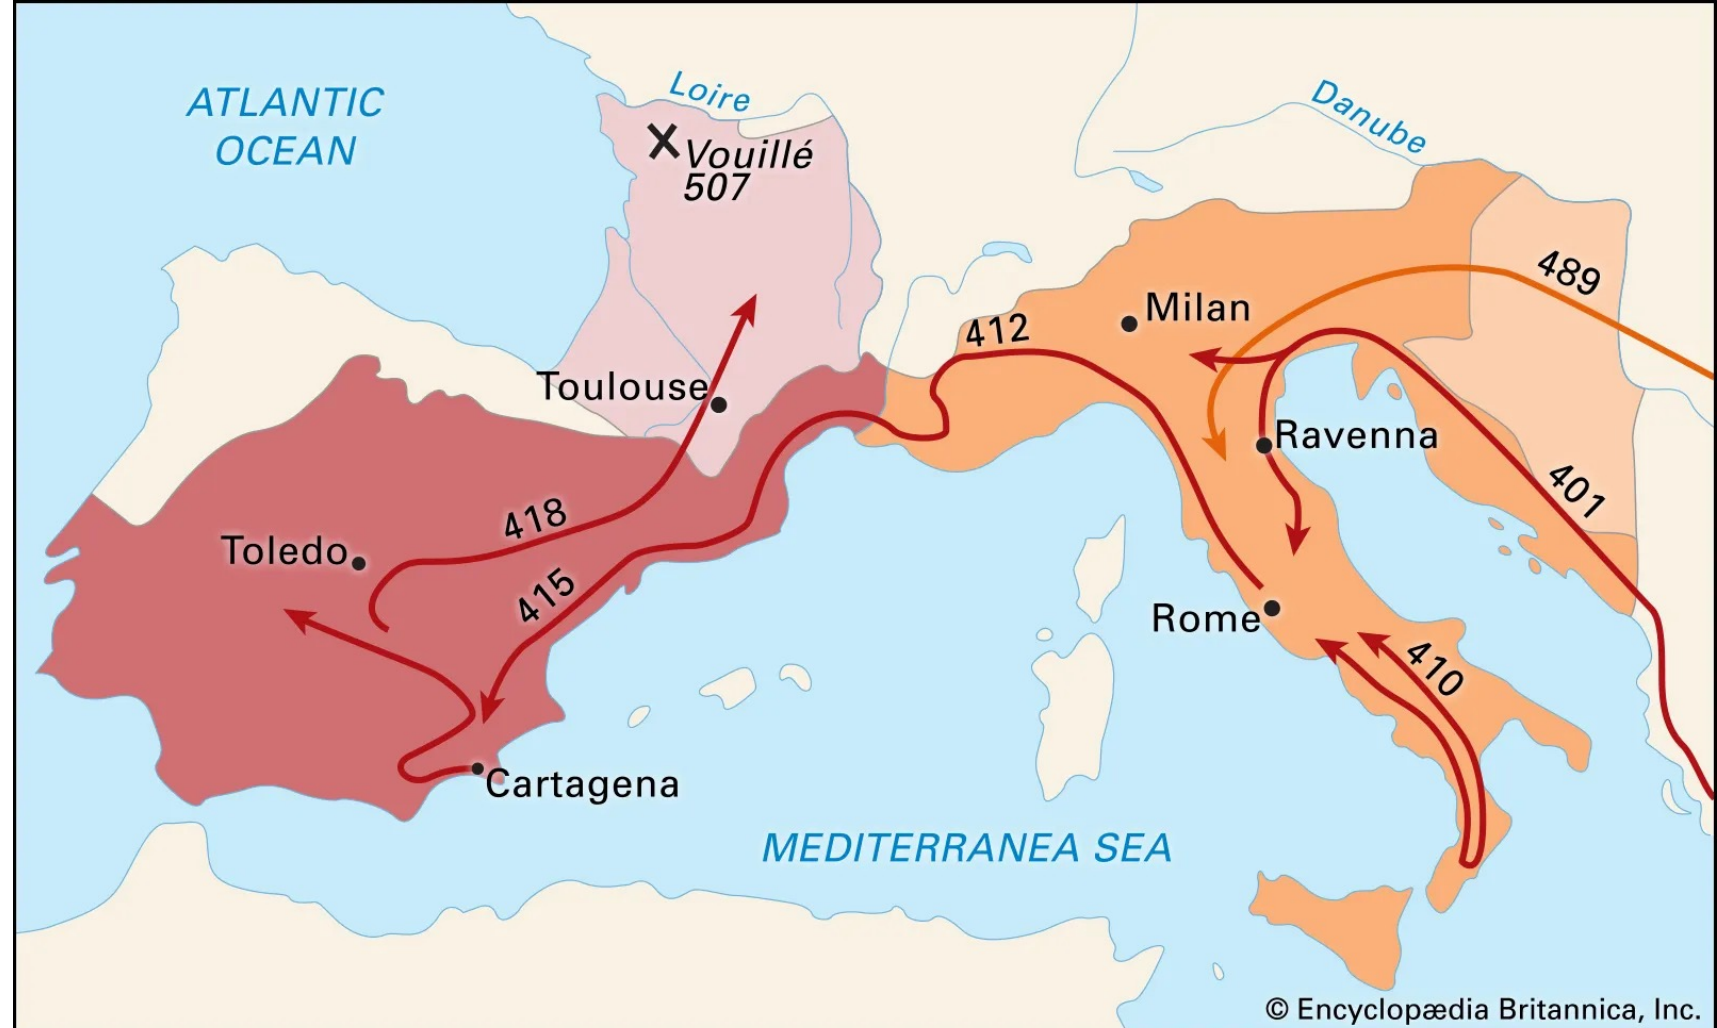 ATLANTIC
OCEAN
Loire
Danube
Vouillé
507
489
Milan
412
Toulouse
Ravenna
401
418
Toledo
415
Rome
410
Cartagena
MEDITERRANEA SEA
© Encyclopædia Britannica, Inc.